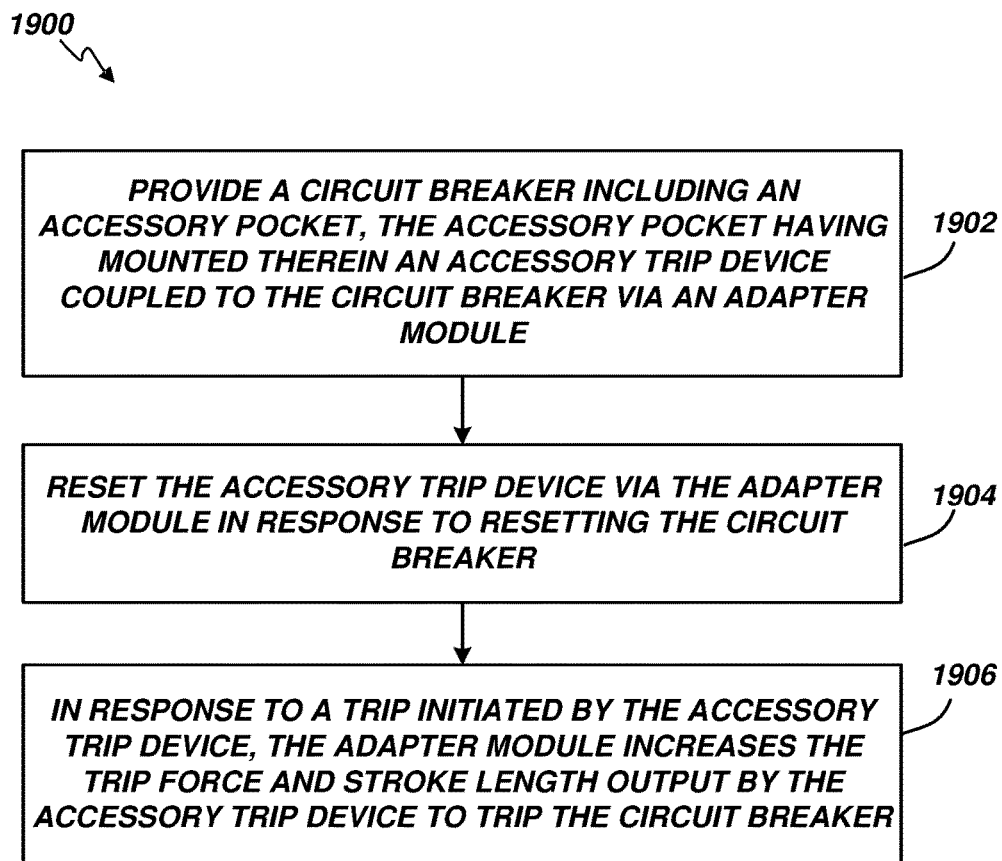 1900
PROVIDE A CIRCUIT BREAKER INCLUDING AN
ACCESSORY POCKET, THE ACCESSORY POCKET HAVING
MOUNTED THEREIN AN ACCESSORY TRIP DEVICE
COUPLED TO THE CIRCUIT BREAKER VIA AN ADAPTER
MODULE
1902
RESET THE ACCESSORY TRIP DEVICE VIA THE ADAPTER
MODULE IN RESPONSE TO RESETTING THE CIRCUIT
BREAKER
1904
IN RESPONSE TO A TRIP INITIATED BY THE ACCESSORY
TRIP DEVICE, THE ADAPTER MODULE INCREASES THE
TRIP FORCE AND STROKE LENGTH OUTPUT BY THE
ACCESSORY TRIP DEVICE TO TRIP THE CIRCUIT BREAKER
1906